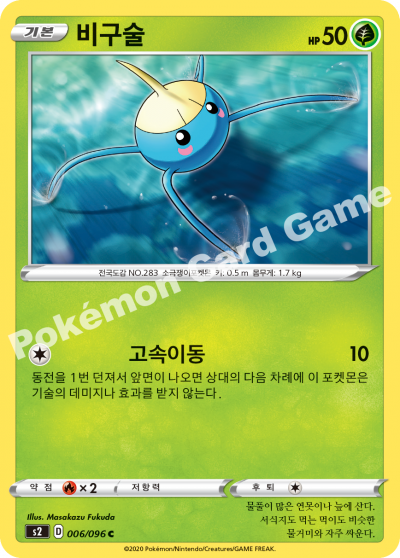 기본 비구술 HP 50
전국도감 NO.283 소금쟁이포켓몬 키: 0.5 m 몸무게: 1.7 kg
고속이동 10
동전을 1번 던져서 앞면이 나오면 상대의 다음 차례에 이 포켓몬은
기술의 데미지나 효과를 받지 않는다.
약점 ×2 저항력 후퇴
Illus. Masakazu Fukuda
물풀이 많은 연못이나 늪에 산다.
서식지도 먹는 먹이도 비슷한
물거미와 자주 싸운다.
s2 D 006/096 C
©2020 Pokémon/Nintendo/Creatures/GAME FREAK.
Pokémon Card Game